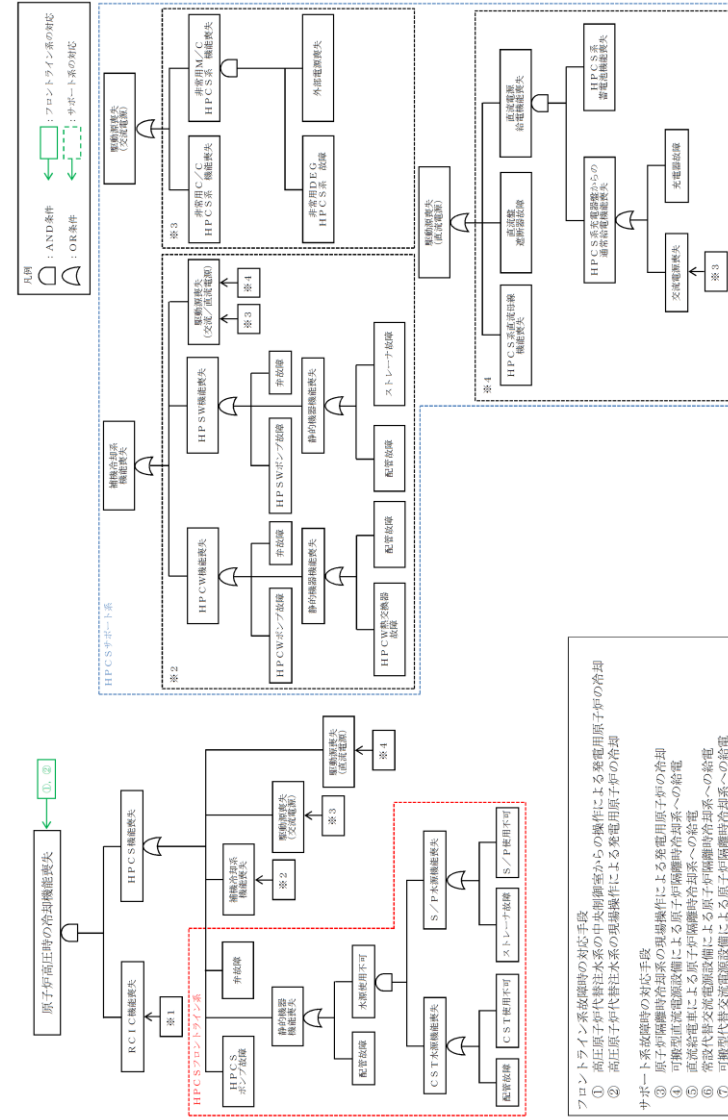 凡例
：AND条件
：OR条件
：フロントライン系の対応
：サポート系の対応
原子炉高圧時の冷却機能喪失
①, ②
RCIC機能喪失
※1
HPCS機能喪失
HPCSフロントライン系
HPCS
ポンプ故障
弁故障
補機冷却系
機能喪失
※2
駆動源喪失
(交流電源)
※3
駆動源喪失
(直流電源)
※4
静的機器
機能喪失
配管故障
水源使用不可
CST水源機能喪失
配管故障
CST使用不可
S/P水源機能喪失
ストレーナ故障
S/P使用不可
HPCSサポート系
補機冷却系
機能喪失
※2
HPCW機能喪失
HPCWポンプ故障
弁故障
静的機器機能喪失
HPCW熱交換器
故障
配管故障
HPSW機能喪失
HPSWポンプ故障
弁故障
静的機器機能喪失
配管故障
ストレーナ故障
駆動源喪失
(交流／直流電源)
※3
※4
駆動源喪失
(交流電源)
※3
非常用C/C
HPCS系 機能喪失
非常用M/C
HPCS系 機能喪失
非常用DEG
HPCS系 故障
外部電源喪失
駆動源喪失
(直流電源)
※4
HPCS系直流母線
機能喪失
直流盤
遮断器故障
直流電源
給電機能喪失
HPCS系充電器盤からの
通常給電機能喪失
HPCS系
蓄電池機能喪失
交流電源喪失
※3
充電器故障
フロントライン系故障時の対応手段
① 高圧原子炉代替注水系の中央制御室からの操作による発電用原子炉の冷却
② 高圧原子炉代替注水系の現場操作による発電用原子炉の冷却
サポート系故障時の対応手段
③ 原子炉隔離時冷却系の現場操作による発電用原子炉の冷却
④ 可搬型直流電源設備による原子炉隔離時冷却系への給電
⑤ 直流給電車による原子炉隔離時冷却系への給電
⑥ 常設代替交流電源設備による原子炉隔離時冷却系への給電
⑦ 可搬型代替交流電源設備による原子炉隔離時冷却系への給電